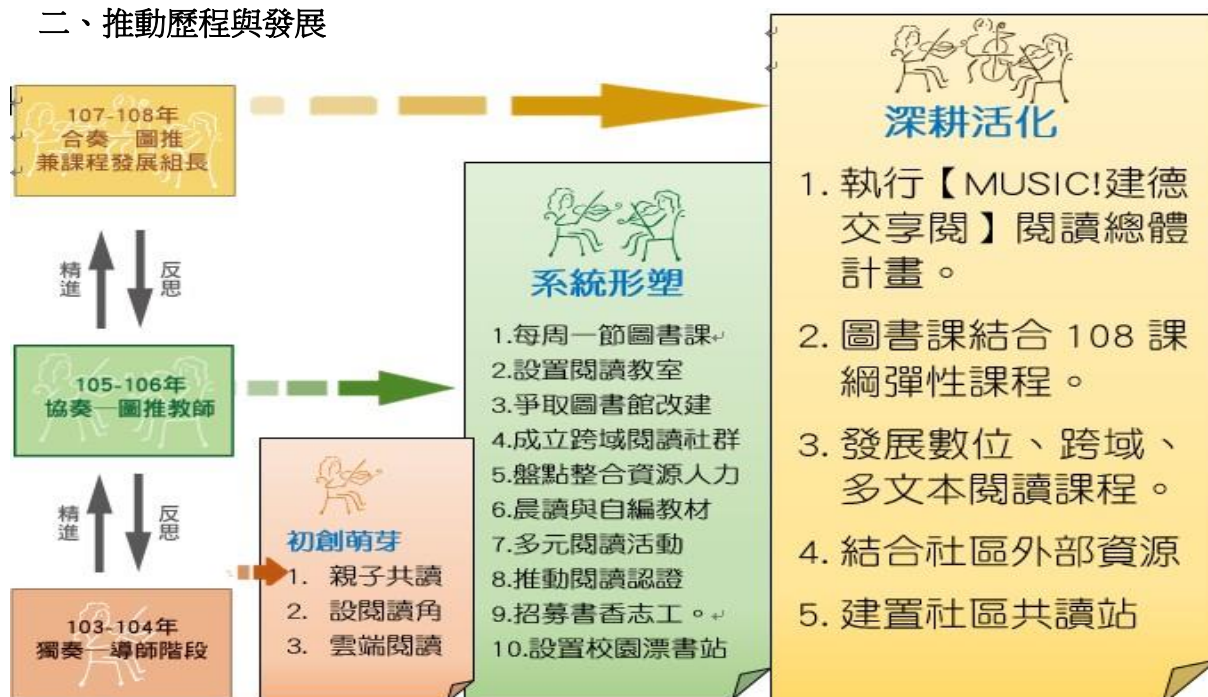 二、推動歷程與發展
107-108年
合奏—圖推
兼課程發展組長
精進
反思
105-106年
協奏—圖推教師
精進
反思
103-104年
獨奏—導師階段
初創萌芽
1. 親子共讀
2. 設閱讀角
3. 雲端閱讀
系統形塑
1.每周一節圖書課
2.設置閱讀教室
3.爭取圖書館改建
4.成立跨域閱讀社群
5.盤點整合資源人力
6.晨讀與自編教材
7.多元閱讀活動
8.推動閱讀認證
9.招募書香志工。
10.設置校園漂書站
深耕活化
1. 執行【MUSIC!建德
交享閱】閱讀總體
計畫。
2. 圖書課結合 108 課
綱彈性課程。
3. 發展數位、跨域、
多文本閱讀課程。
4. 結合社區外部資源
5. 建置社區共讀站